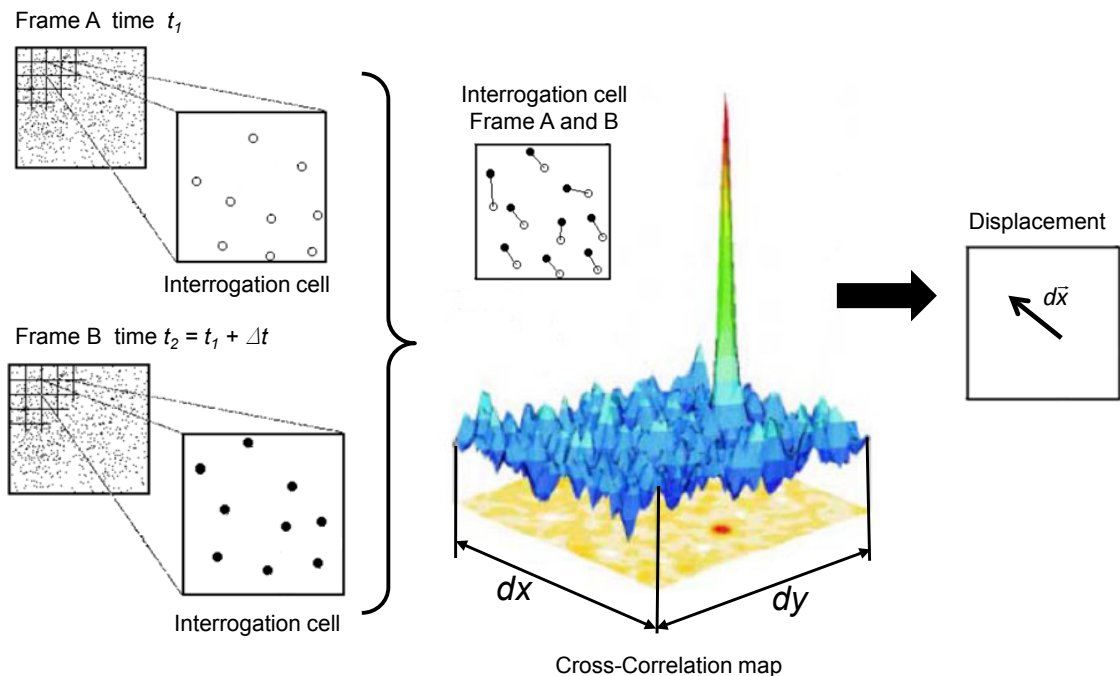 Frame A  time  t₁
Interrogation cell
Frame B  time t₂ = t₁ + Δt
Interrogation cell
Interrogation cell
Frame A and B
dx
dy
Cross-Correlation map
Displacement
dx⃗